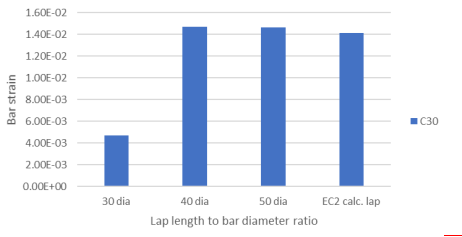 1.60E-02
1.40E-02
1.20E-02
1.00E-02
8.00E-03
6.00E-03
4.00E-03
2.00E-03
0.00E+00
Bar strain
30 dia 40 dia 50 dia EC2 calc. lap
Lap length to bar diameter ratio
C30